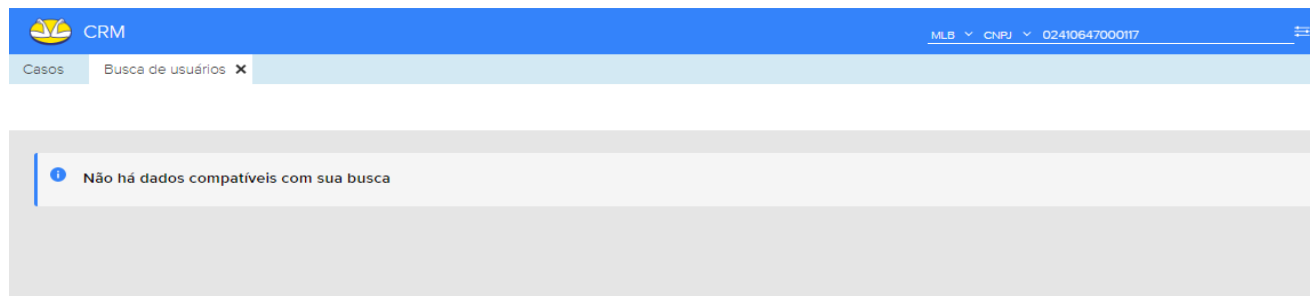 CRM
MLB CNPJ 02410647000117
Casos Busca de usuários
Não há dados compatíveis com sua busca